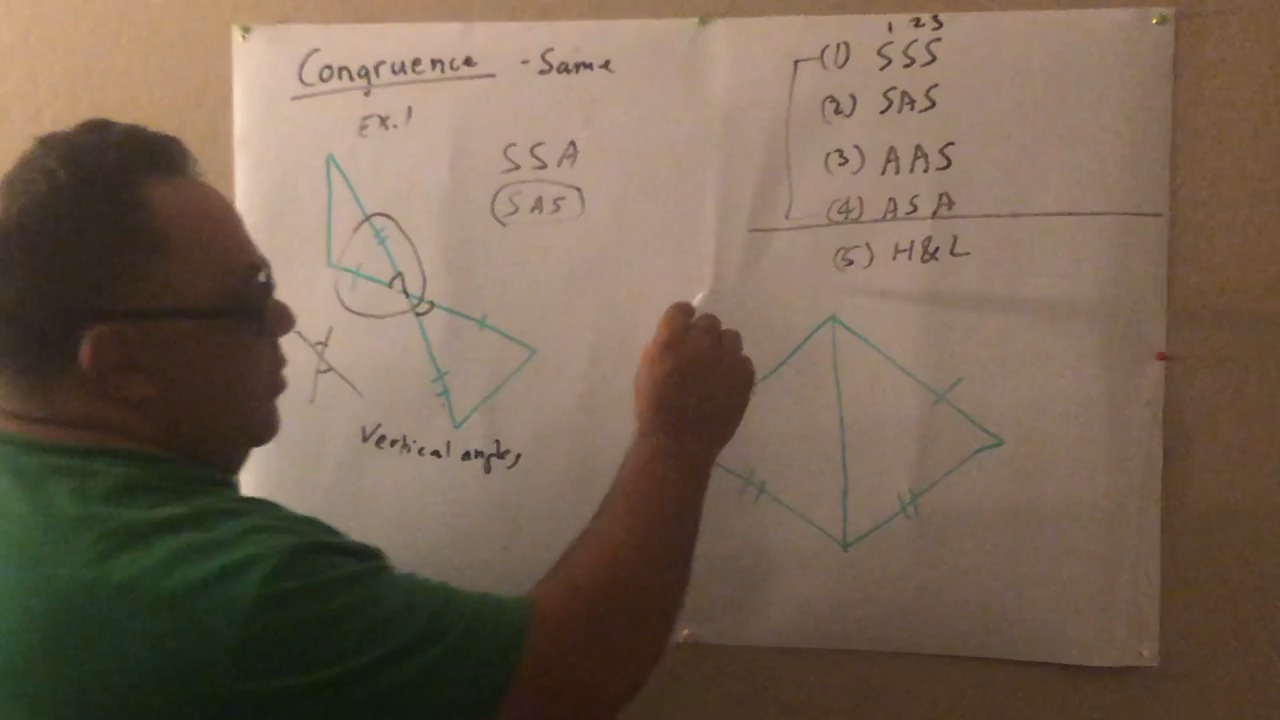 Congruence - Same
Ex.1
SSA
SAS
Vertical angles
1 2 3
(1) SSS
(2) SAS
(3) AAS
(4) ASA
(5) H&L